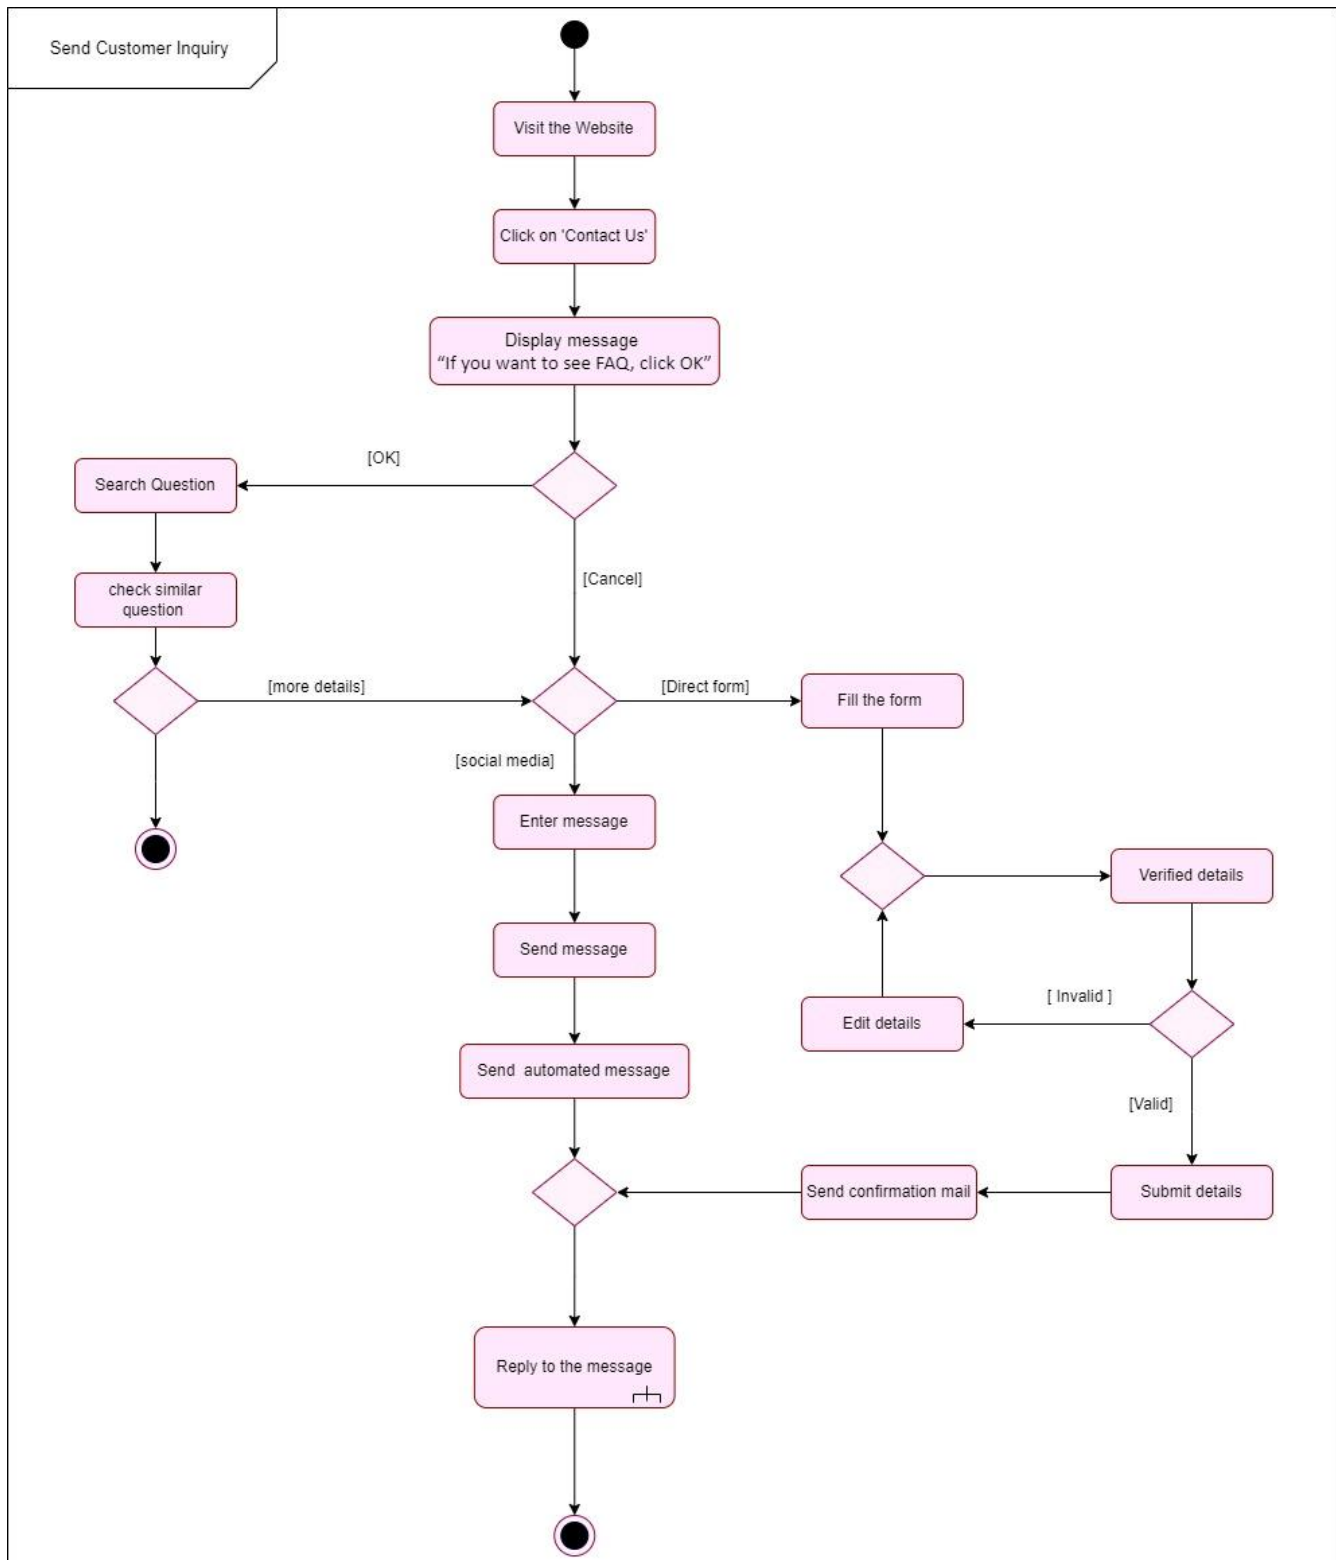 Send Customer Inquiry
Visit the Website
Click on 'Contact Us'
Display message
“If you want to see FAQ, click OK”
[OK]
Search Question
[Cancel]
check similar
question
[more details]
[Direct form]
Fill the form
[social media]
Enter message
Verified details
Send message
[ Invalid ]
Edit details
Send  automated message
[Valid]
Send confirmation mail
Submit details
Reply to the message